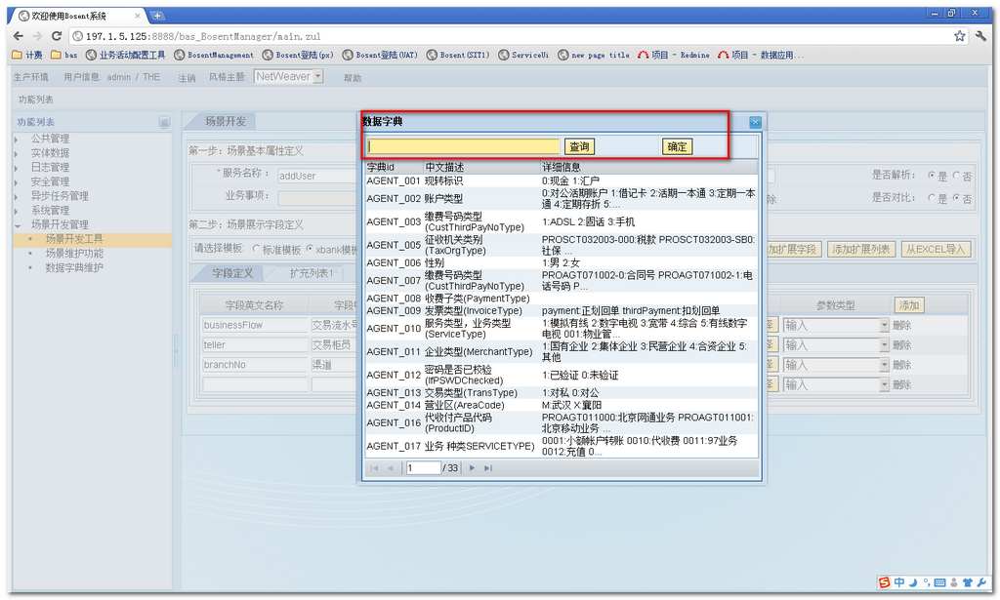 欢迎使用Bosent系统
197.1.5.125:8888/bas_BosentManager/main.zul
计费 bas 业务活动配置工具 BosentManagement Bosent登陆(px) Bosent登陆(UAT) Bosent(SIT1) ServiceUi new page title 项目 - Redmine 项目 - 数据应用...
生产环境 用户信息: admin / THE 注销 风格主题: NetWeaver 帮助
功能列表
功能列表
公共管理
实体数据
日志管理
安全管理
异步任务管理
系统管理
场景开发管理
场景开发工具
场景维护功能
数据字典维护
场景开发
第一步：场景基本属性定义
*服务名称： addUser
是否解析： 是 否
业务事项：
除
是否对比： 是 否
第二步：场景展示字段定义
请选择模板: 标准模板 xbank模
加扩展字段 添加扩展列表 从EXCEL导入
字段定义 扩充列表1
字段英文名称 字段 参数类型 添加
businessFlow 交易流水号 输入 删除
teller 交易柜员 输入 删除
branchNo 渠道 输入 删除
输入 删除
数据字典
查询 确定
字典id 中文描述 详细信息
AGENT_001 现转标识 0:现金 1:汇户
AGENT_002 账户类型 0:对公活期账户 1:借记卡 2:活期一本通 3:定期一本
通 4:定期存折 5:...
AGENT_003 缴费号码类型
(CustThirdPayNoType) 1:ADSL 2:固话 3:手机
AGENT_005 征收机关类别
(TaxOrgType) PROSCT032003-000:税款 PROSCT032003-SB0:
社保 ...
AGENT_006 性别 1:男 2:女
AGENT_007 缴费号码类型
(CustThirdPayNoType) PROAGT071002-0:合同号 PROAGT071002-1:电
话号码 P...
AGENT_008 收费子类(PaymentType)
AGENT_009 发票类型(InvoiceType) payment:正划回单 thirdPayment:扣划回单
AGENT_010 服务类型，业务类型
(ServiceType) 1:模拟有线 2:数字电视 3:宽带 4:综合 5:有线数字
电视 001:物业管...
AGENT_011 企业类型(MerchantType) 1:国有企业 2:集体企业 3:民营企业 4:合资企业 5:
其他
AGENT_012 密码是否已校验
(IfPSWDChecked) 1:已验证 0:未验证
AGENT_013 交易类型(TransType) 1:对私 0:对公
AGENT_014 营业区(AreaCode) M:武汉 X:襄阳
AGENT_016 代收付产品代码
(ProductID) PROAGT011000:北京网通业务 PROAGT011001:
北京移动业务 ...
AGENT_017 业务 种类SERVICETYPE) 0001:小额帐户转账 0010:代收费 0011:97业务
0012:充值 0...
1 / 33
中